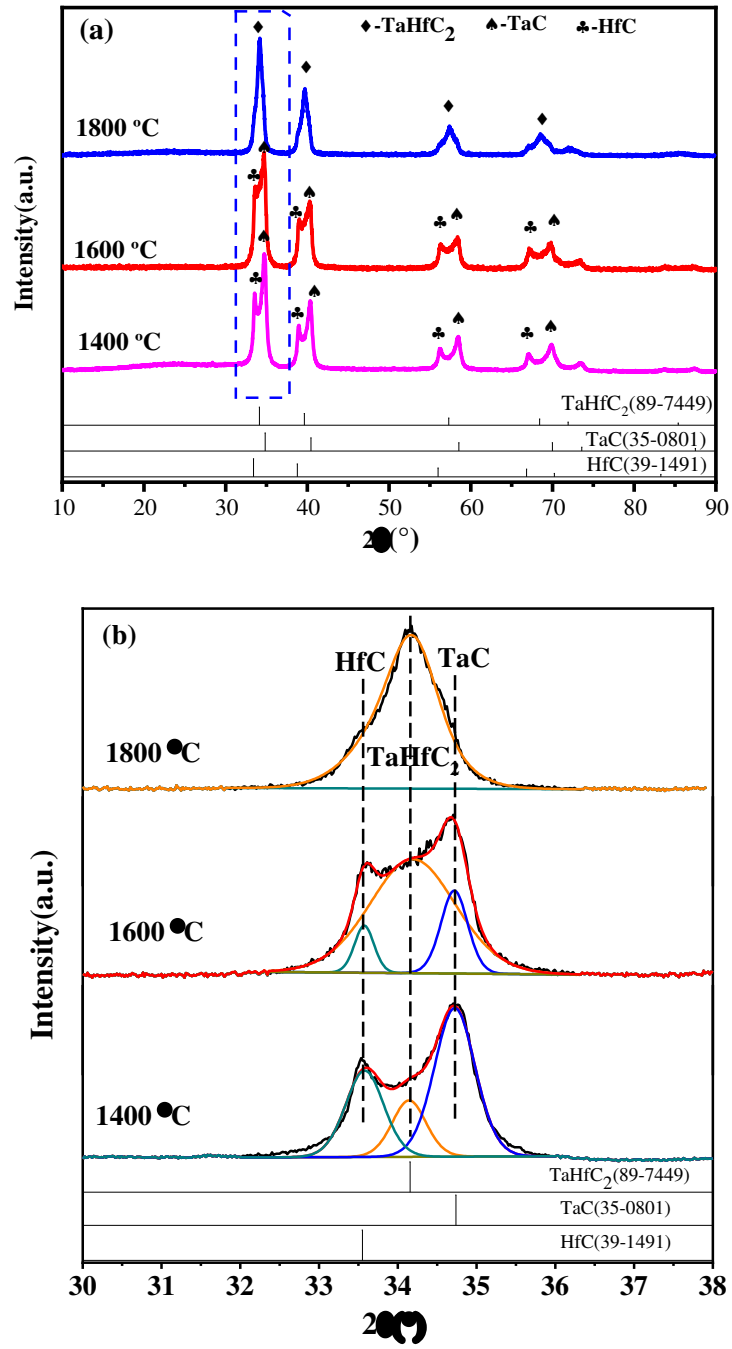 (a)
♦-TaHfC2 ♠-TaC ♣-HfC
1800 ºC
1600 ºC
1400 ºC
Intensity(a.u.)
TaHfC2(89-7449)
TaC(35-0801)
HfC(39-1491)
10 20 30 40 50 60 70 80 90
2●(°)
(b)
HfC TaC
TaHfC2
1800 ●C
1600 ●C
1400 ●C
Intensity(a.u.)
TaHfC2(89-7449)
TaC(35-0801)
HfC(39-1491)
30 31 32 33 34 35 36 37 38
2